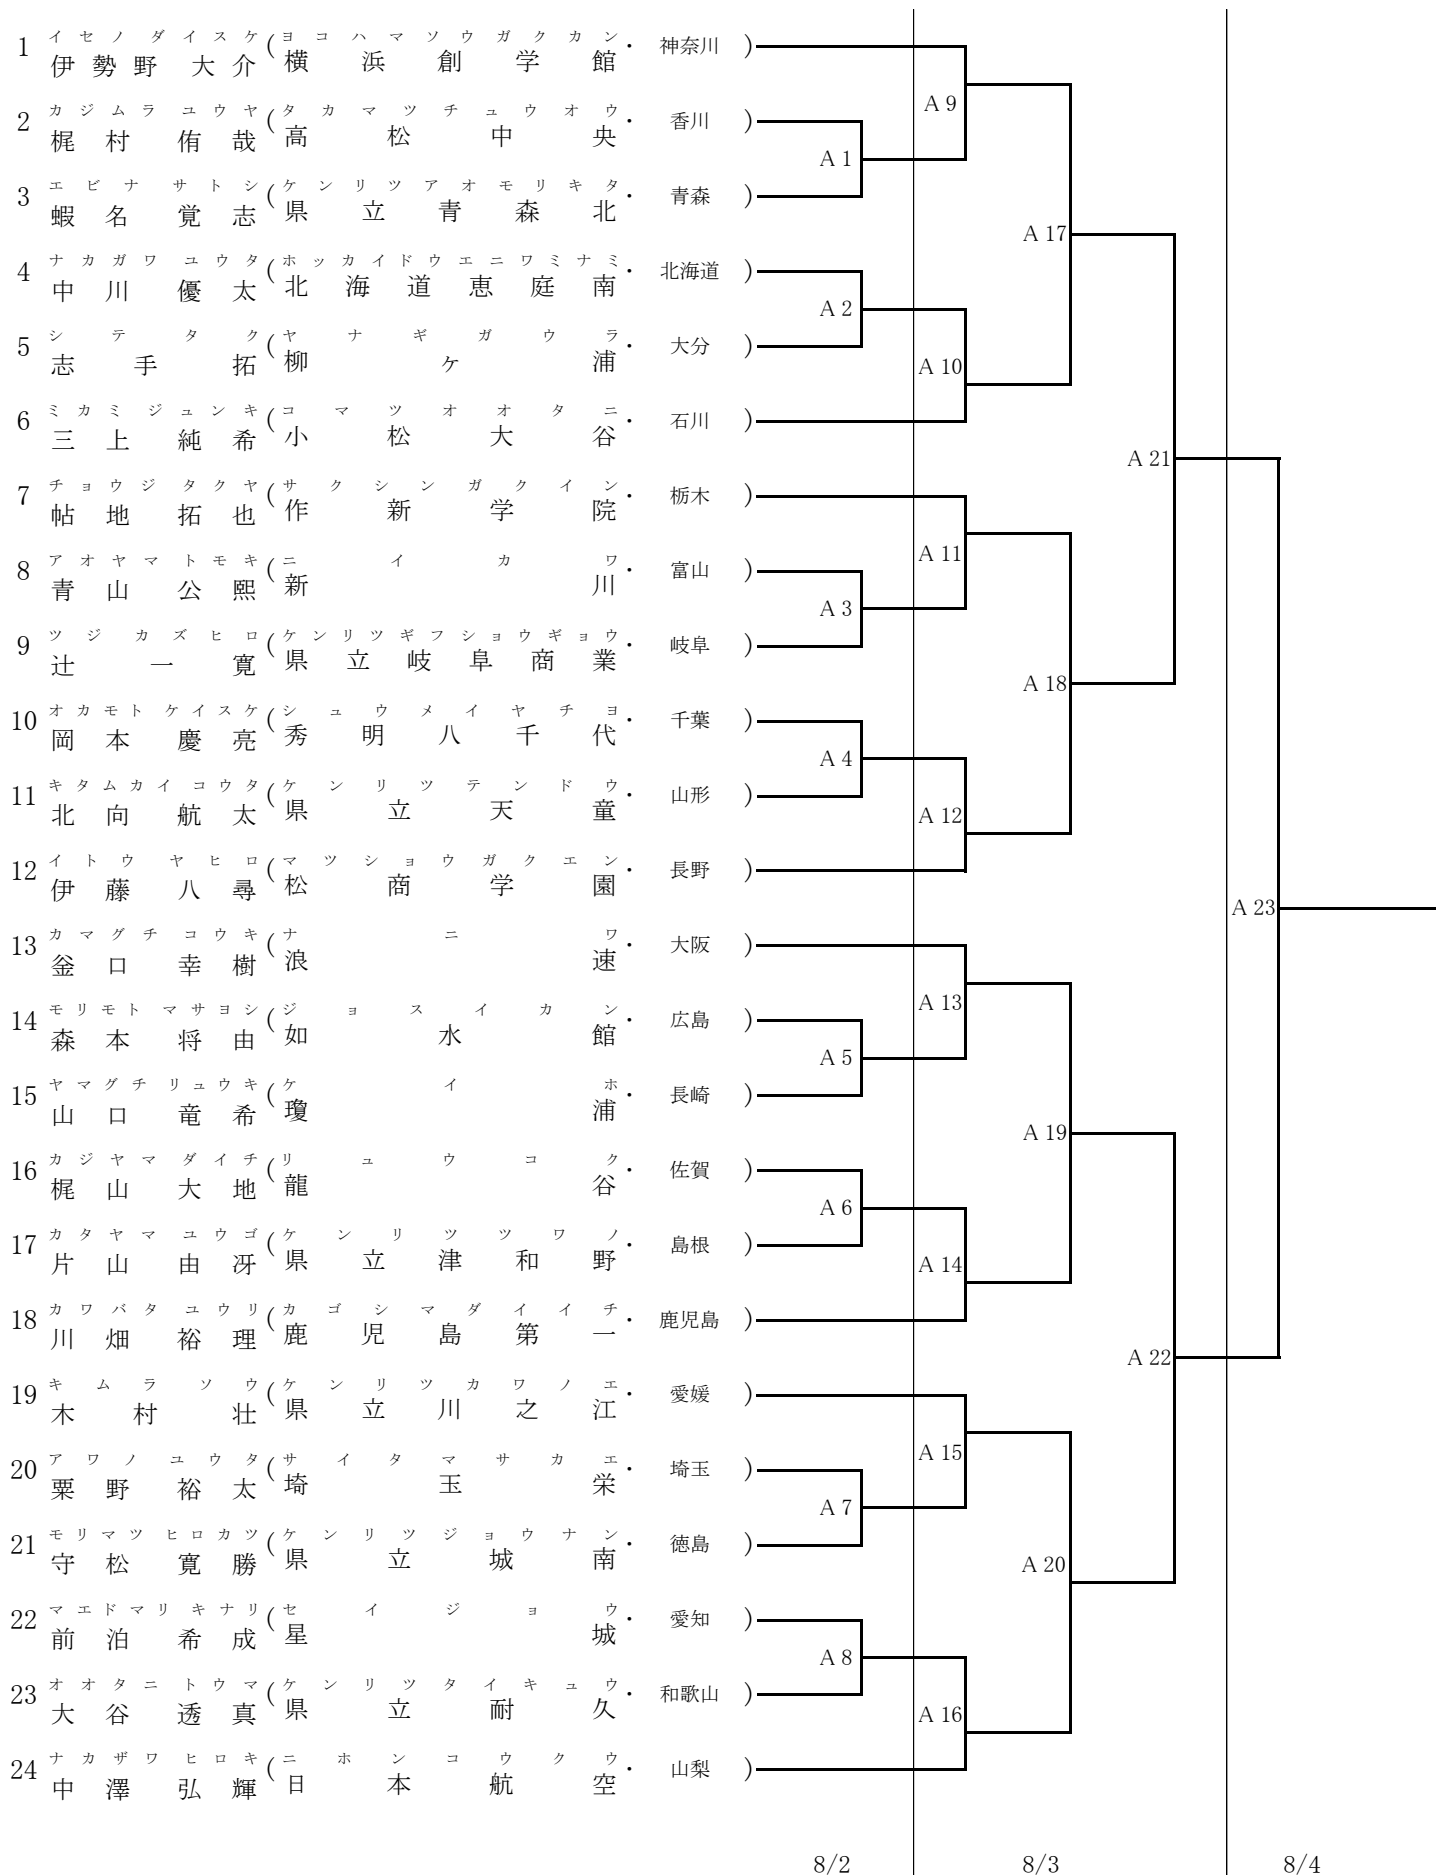 イセノ ダイスケ ヨコハマソウガクカン
1 伊勢野 大介 (横浜創学館・神奈川)
A 9
カジムラ ユウヤ タカマツチュウオウ
2 梶村 侑哉 (高松中央・香川)
A 1
エビナ サトシ ケンリツアオモリキタ
3 蝦名 覚志 (県立青森北・青森)
A 17
ナカガワ ユウタ ホッカイドウエニワミナミ
4 中川 優太 (北海道恵庭南・北海道)
A 2
シテ タク ヤナギガウラ
5 志手 拓 (柳ケ浦・大分)
A 10
ミカミ ジュンキ コマツオオタニ
6 三上 純希 (小松大谷・石川)
A 21
チョウジ タクヤ サクシンガクイン
7 帖地 拓也 (作新学院・栃木)
A 11
アオヤマ トモキ ニイカワ
8 青山 公熙 (新川・富山)
A 3
ツジ カズヒロ ケンリツギフショウギョウ
9 辻 一寛 (県立岐阜商業・岐阜)
A 18
オカモト ケイスケ シュウメイヤチヨ
10 岡本 慶亮 (秀明八千代・千葉)
A 4
キタムカイ コウタ ケンリツテンドウ
11 北向 航太 (県立天童・山形)
A 12
イトウ ヤヒロ マツショウガクエン
12 伊藤 八尋 (松商学園・長野)
A 23
カマグチ コウキ ナニワ
13 釜口 幸樹 (浪速・大阪)
A 13
モリモト マサヨシ ジョスイカン
14 森本 将由 (如水館・広島)
A 5
ヤマグチ リュウキ ケイホ
15 山口 竜希 (瓊浦・長崎)
A 19
カジヤマ ダイチ リュウコク
16 梶山 大地 (龍谷・佐賀)
A 6
カタヤマ ユウゴ ケンリツツワノ
17 片山 由冴 (県立津和野・島根)
A 14
カワバタ ユウリ カゴシマダイイチ
18 川畑 裕理 (鹿児島第一・鹿児島)
A 22
キムラ ソウ ケンリツカワノエ
19 木村 壮 (県立川之江・愛媛)
A 15
アワノ ユウタ サイタマサカエ
20 粟野 裕太 (埼玉栄・埼玉)
A 7
モリマツ ヒロカツ ケンリツジョウナン
21 守松 寛勝 (県立城南・徳島)
A 20
マエドマリ キナリ セイジョウ
22 前泊 希成 (星城・愛知)
A 8
オオタニ トウマ ケンリツタイキュウ
23 大谷 透真 (県立耐久・和歌山)
A 16
ナカザワ ヒロキ ニホンコウクウ
24 中澤 弘輝 (日本航空・山梨)
8/2 8/3 8/4